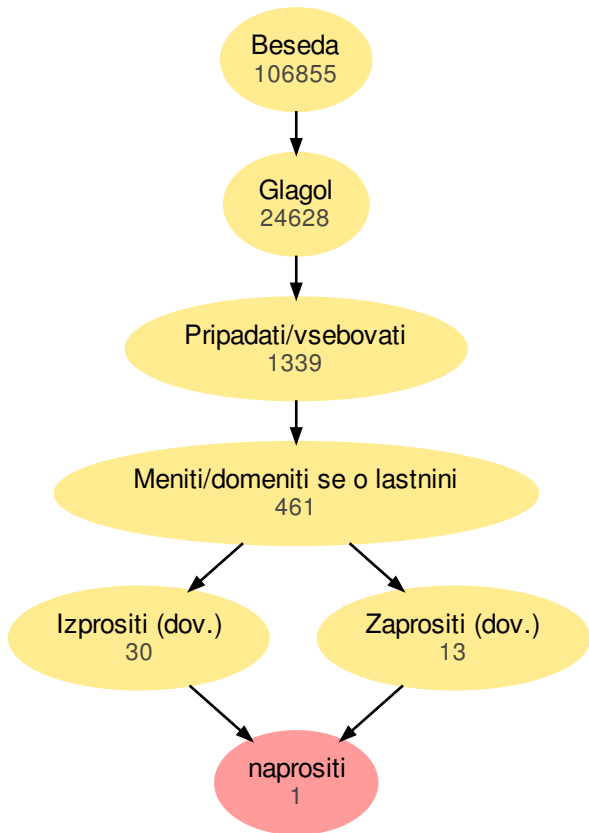 Beseda
106855
Glagol
24628
Pripadati/vsebovati
1339
Meniti/domeniti se o lastnini
461
Izprositi (dov.)
30
Zaprositi (dov.)
13
naprositi
1